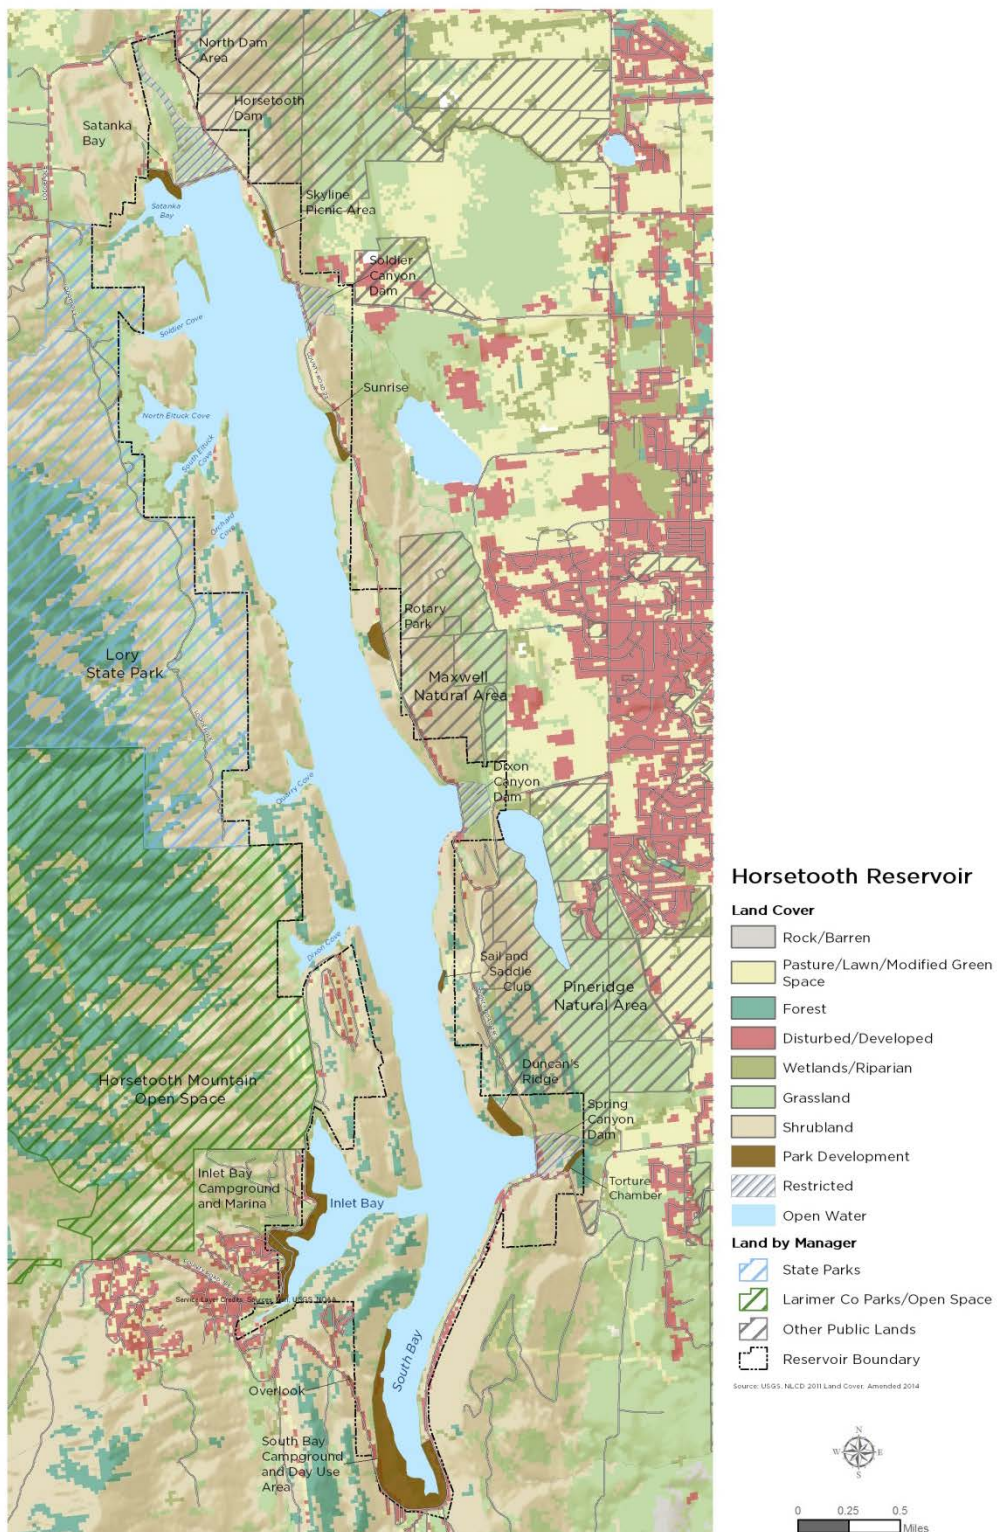 North Dam
Area
Horsetooth
Dam
Satanka
Bay
Satanka
Bay
Skyline
Picnic Area
Soldier
Canyon
Dam
Soldier Cove
Sunrise
North Eltuck Cove
South Eltuck
Cove
Orchard
Cove
Rotary
Park
Lory
State Park
Maxwell
Natural Area
Dixon
Canyon
Dam
Quarry Cove
Dixon Cove
Sail and
Saddle
Club
Pineridge
Natural Area
Duncan's
Ridge
Horsetooth Mountain
Open Space
Spring
Canyon
Dam
Torture
Chamber
Inlet Bay
Campground
and Marina
Inlet Bay
South Bay
Overlook
South Bay
Campground
and Day Use
Area
Horsetooth Reservoir
Land Cover
Rock/Barren
Pasture/Lawn/Modified Green
Space
Forest
Disturbed/Developed
Wetlands/Riparian
Grassland
Shrubland
Park Development
Restricted
Open Water
Land by Manager
State Parks
Larimer Co Parks/Open Space
Other Public Lands
Reservoir Boundary
Source: USGS, NLCD 2011 Land Cover, Amended 2014
N
W E
S
0 0.25 0.5
Miles